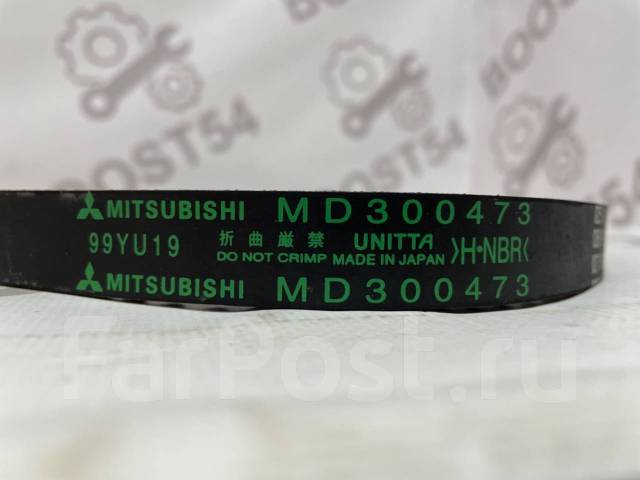 BOOST54
BOOST54
MITSUBISHI MD300473
99YU19 折曲厳禁 UNITTA >H•NBR<
DO NOT CRIMP MADE IN JAPAN
MITSUBISHI MD300473
FarPost.ru